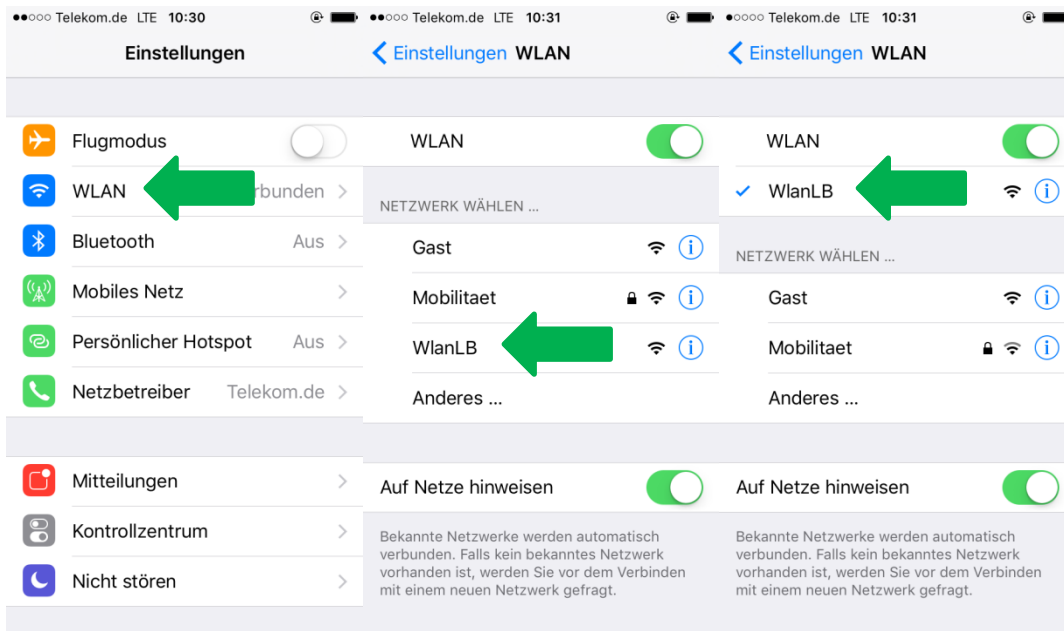 Telekom.de LTE 10:30
Einstellungen
Flugmodus
WLAN rbunden
Bluetooth Aus
Mobiles Netz
Persönlicher Hotspot Aus
Netzbetreiber Telekom.de
Mitteilungen
Kontrollzentrum
Nicht stören
Telekom.de LTE 10:31
Einstellungen WLAN
WLAN
NETZWERK WÄHLEN ...
Gast
Mobilitaet
WlanLB
Anderes ...
Auf Netze hinweisen
Bekannte Netzwerke werden automatisch
verbunden. Falls kein bekanntes Netzwerk
vorhanden ist, werden Sie vor dem Verbinden
mit einem neuen Netzwerk gefragt.
Telekom.de LTE 10:31
Einstellungen WLAN
WLAN
WlanLB
NETZWERK WÄHLEN ...
Gast
Mobilitaet
Anderes ...
Auf Netze hinweisen
Bekannte Netzwerke werden automatisch
verbunden. Falls kein bekanntes Netzwerk
vorhanden ist, werden Sie vor dem Verbinden
mit einem neuen Netzwerk gefragt.